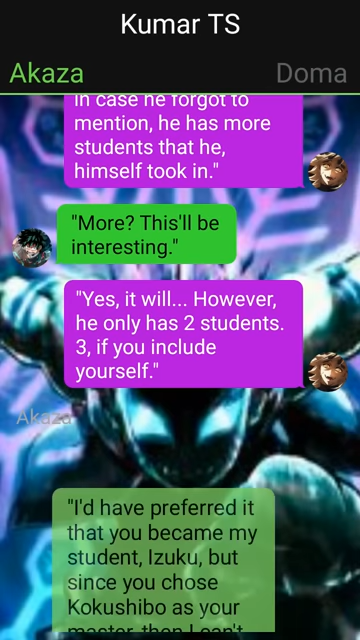 Kumar TS
Akaza
Doma
in case he forgot to
mention, he has more
students that he,
himself took in."
"More? This'll be
interesting."
"Yes, it will... However,
he only has 2 students.
3, if you include
yourself."
Akaza
"I'd have preferred it
that you became my
student, Izuku, but
since you chose
Kokushibo as your
master, then I can't